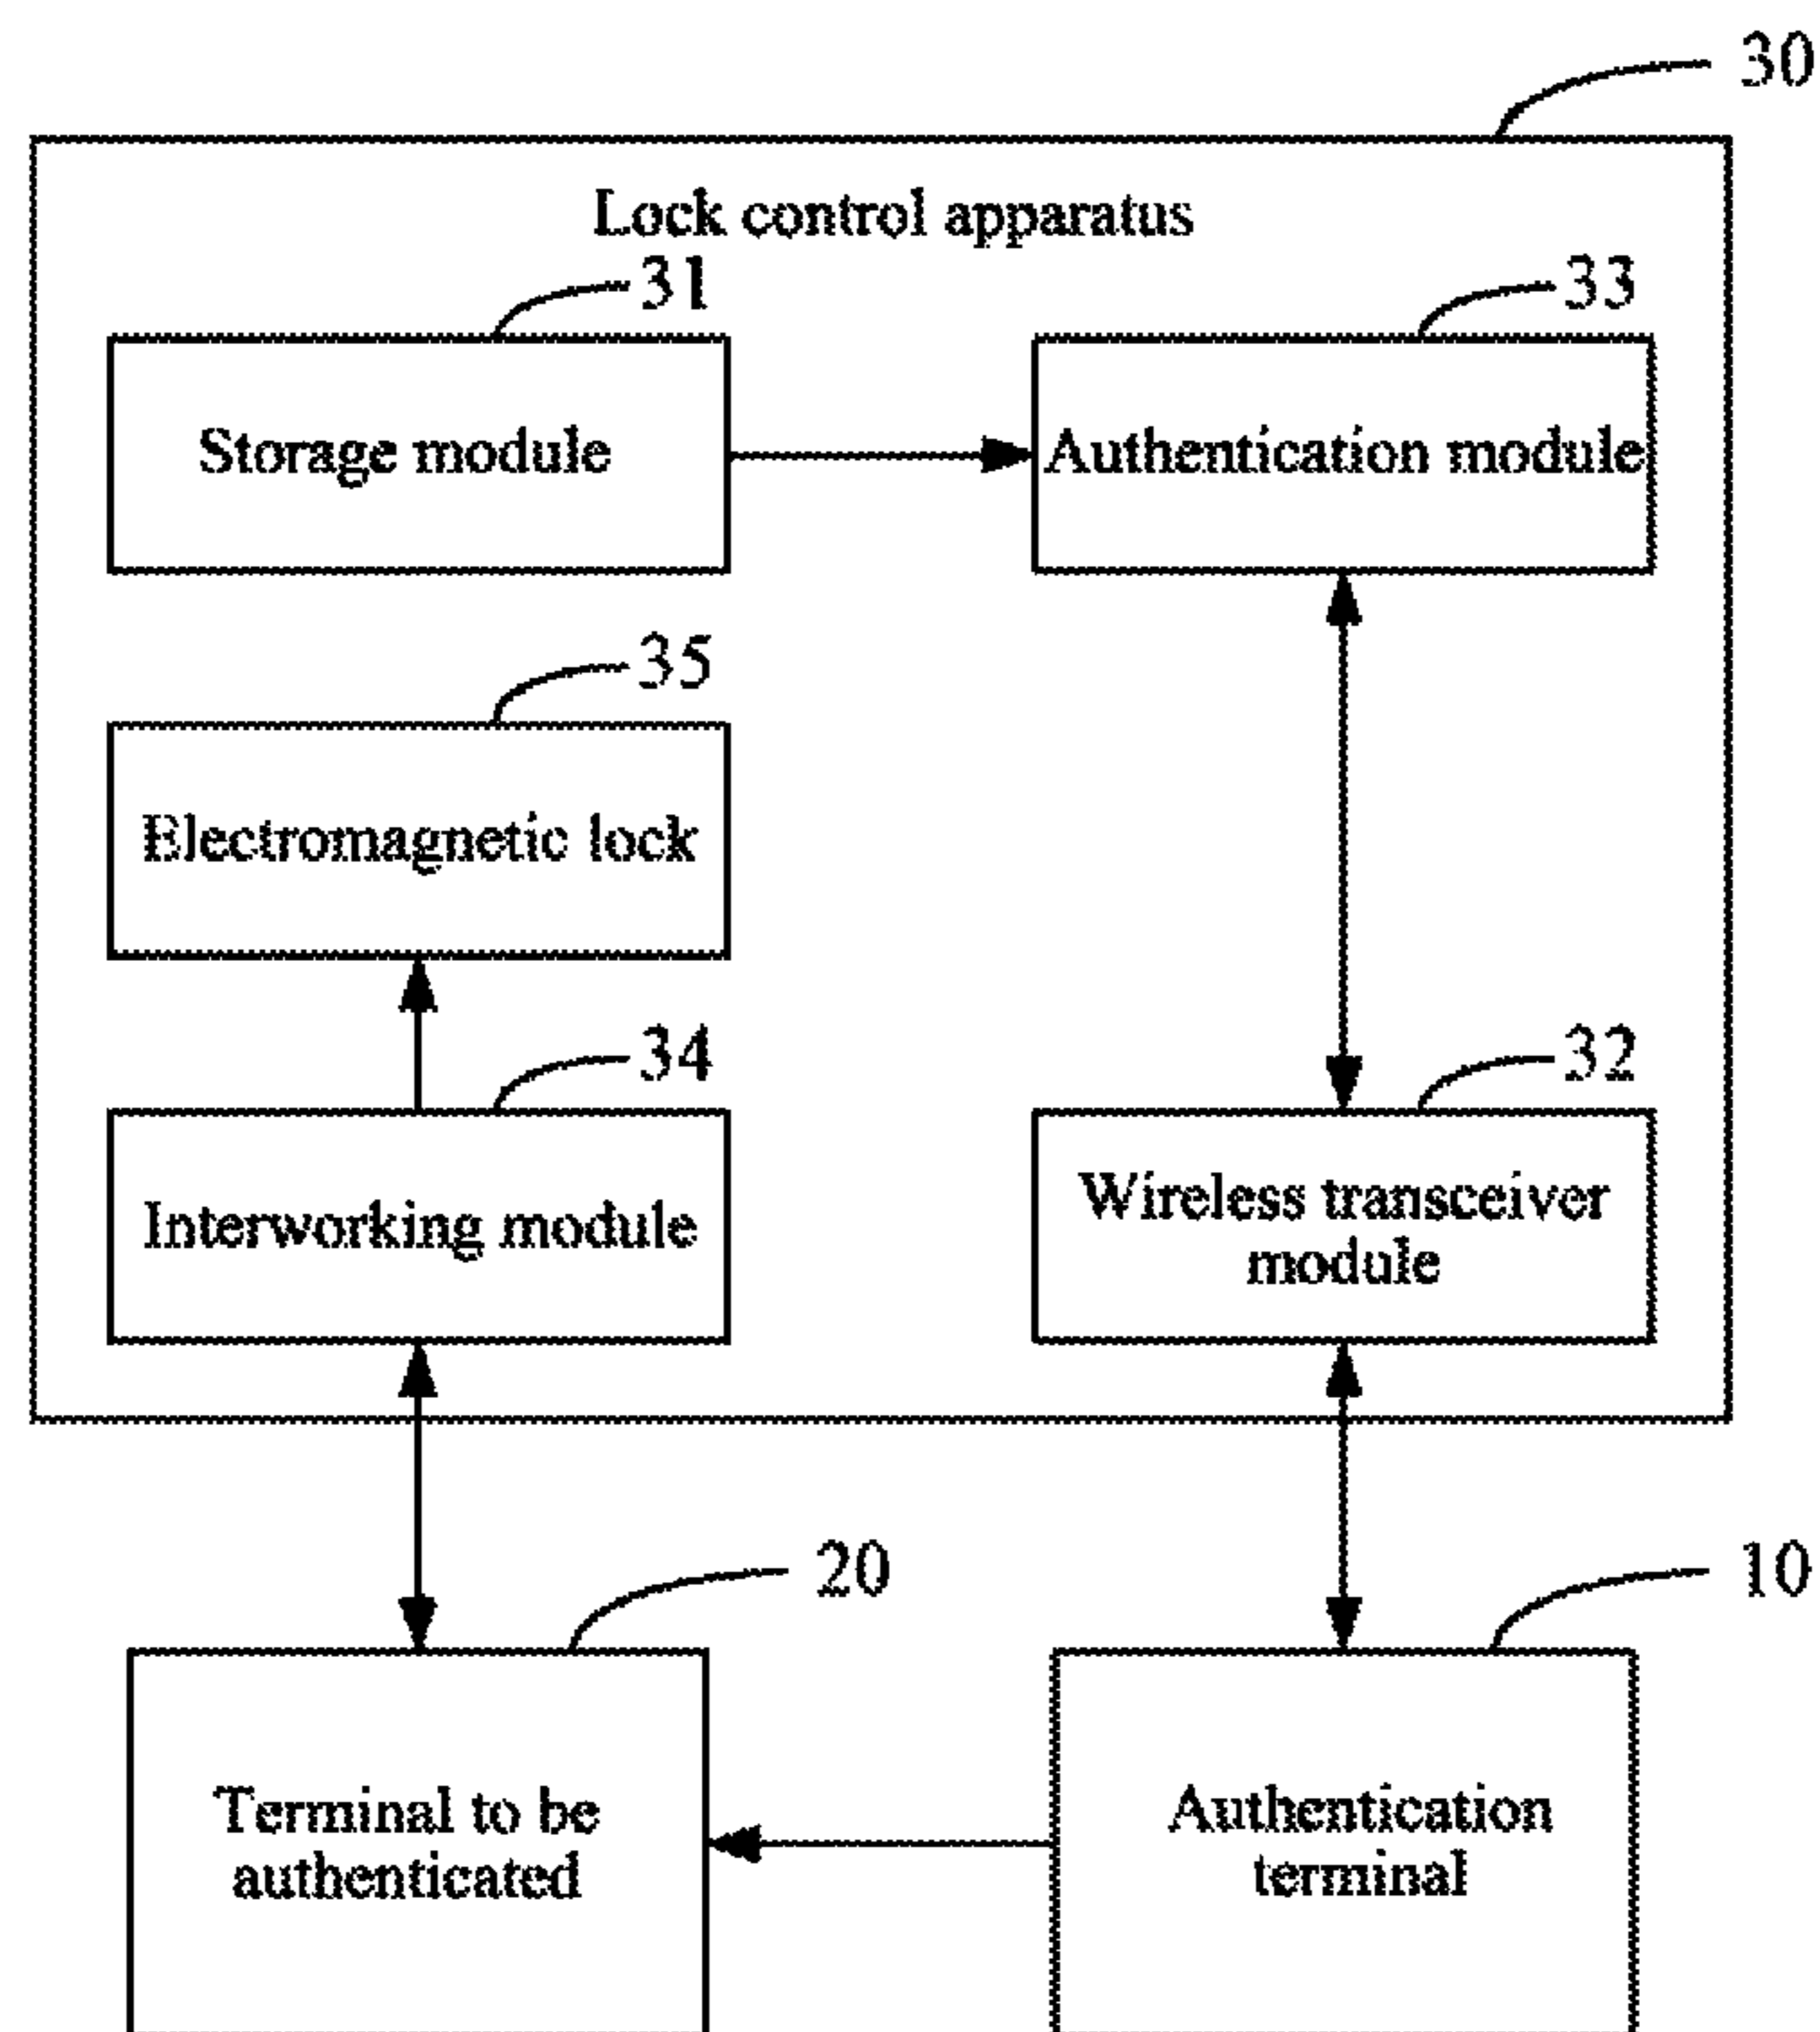 30
Lock control apparatus
31
33
Storage module
Authentication module
35
Electromagnetic lock
34
32
Interworking module
Wireless transceiver
module
20
10
Terminal to be
authenticated
Authentication
terminal